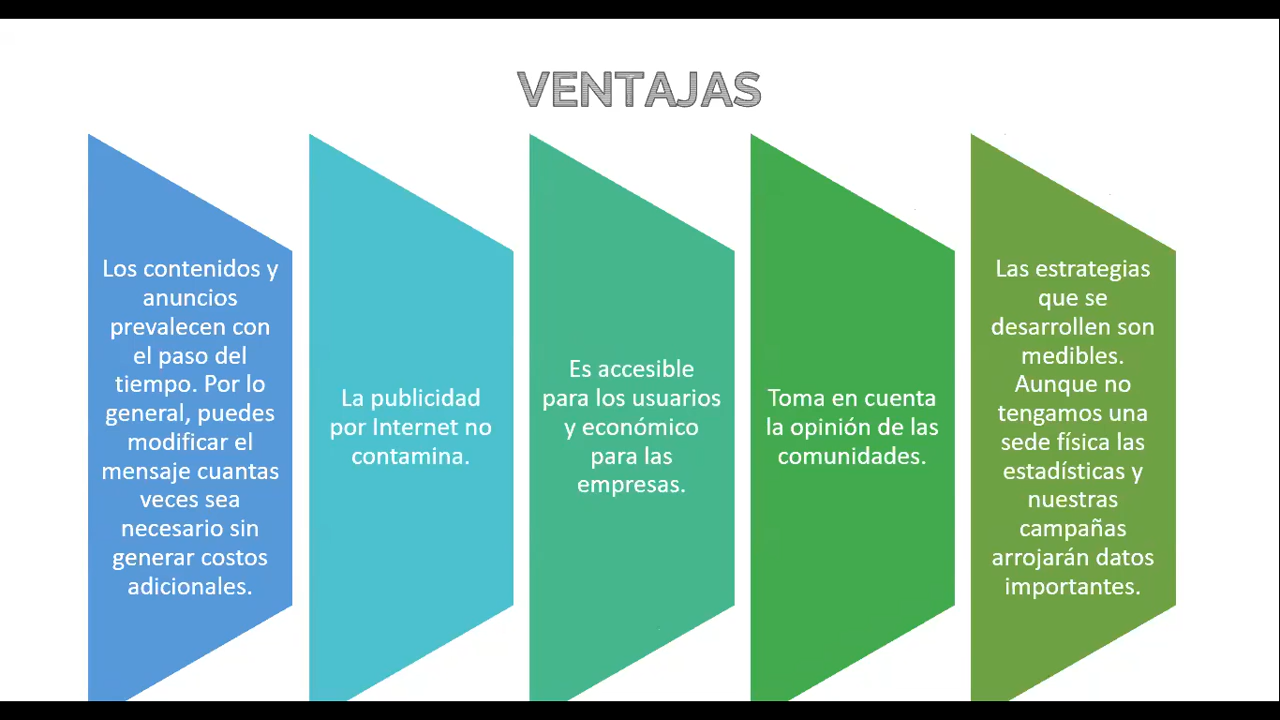 VENTAJAS
Los contenidos y
anuncios
prevalecen con
el paso del
tiempo. Por lo
general, puedes
modificar el
mensaje cuantas
veces sea
necesario sin
generar costos
adicionales.
La publicidad
por Internet no
contamina.
Es accesible
para los usuarios
y económico
para las
empresas.
Toma en cuenta
la opinión de las
comunidades.
Las estrategias
que se
desarrollen son
medibles.
Aunque no
tengamos una
sede física las
estadísticas y
nuestras
campañas
arrojarán datos
importantes.